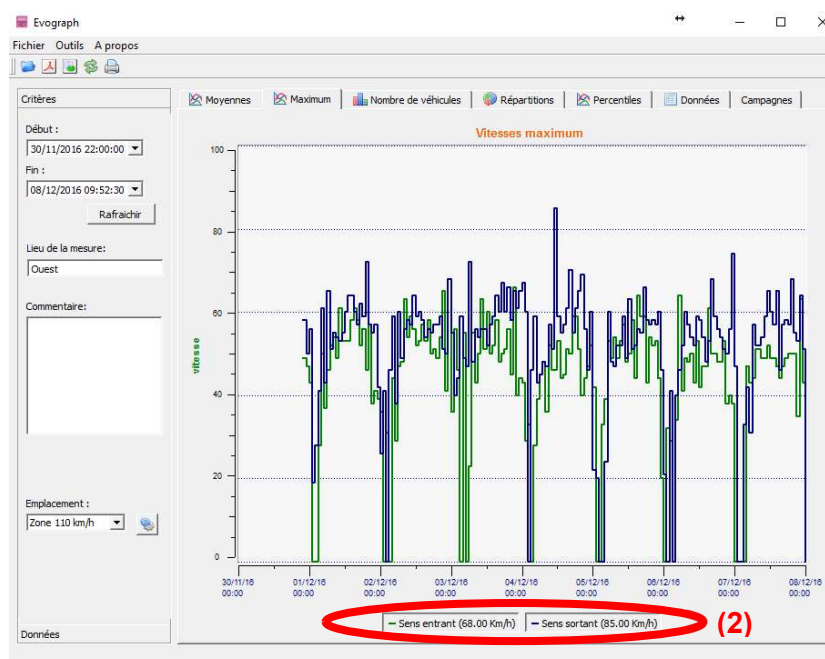 Evograph
Fichier Outils A propos
Critères
Moyennes Maximum Nombre de véhicules Répartitions Percentiles Données Campagnes
Début :
30/11/2016 22:00:00
Fin :
08/12/2016 09:52:30
Rafraichir
Lieu de la mesure:
Ouest
Commentaire:
Emplacement :
Zone 110 km/h
Données
Vitesses maximum
vitesse
100
80
60
40
20
0
30/11/16 01/12/16 02/12/16 03/12/16 04/12/16 05/12/16 06/12/16 07/12/16 08/12/16
00:00 00:00 00:00 00:00 00:00 00:00 00:00 00:00 00:00
Sens entrant (68.00 Km/h) Sens sortant (85.00 Km/h)
(2)